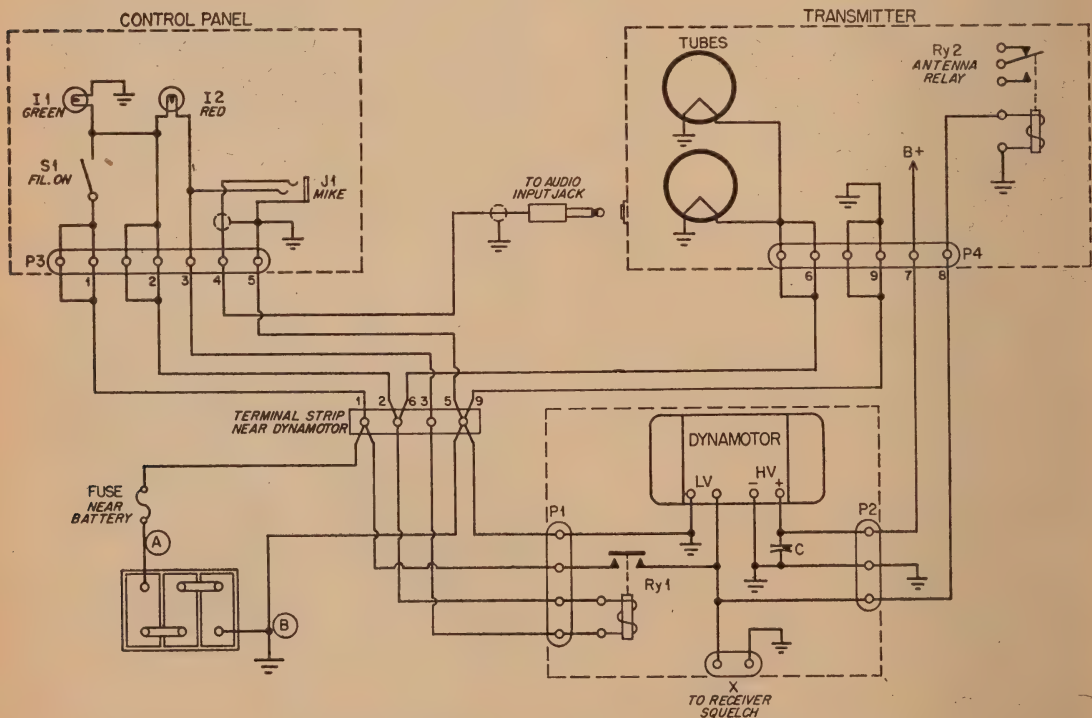 CONTROL PANEL
TRANSMITTER
I1
GREEN
I2
RED
S1
FIL. ON
J1
MIKE
P3
1
2
3
4
5
TO AUDIO
INPUT JACK
TUBES
Ry2
ANTENNA
RELAY
B+
P4
6
9
7
8
1
2
6
3
5
9
TERMINAL STRIP
NEAR DYNAMOTOR
FUSE
NEAR
BATTERY
A
B
DYNAMOTOR
LV
HV
- +
P1
P2
C
Ry1
X
TO RECEIVER
SQUELCH